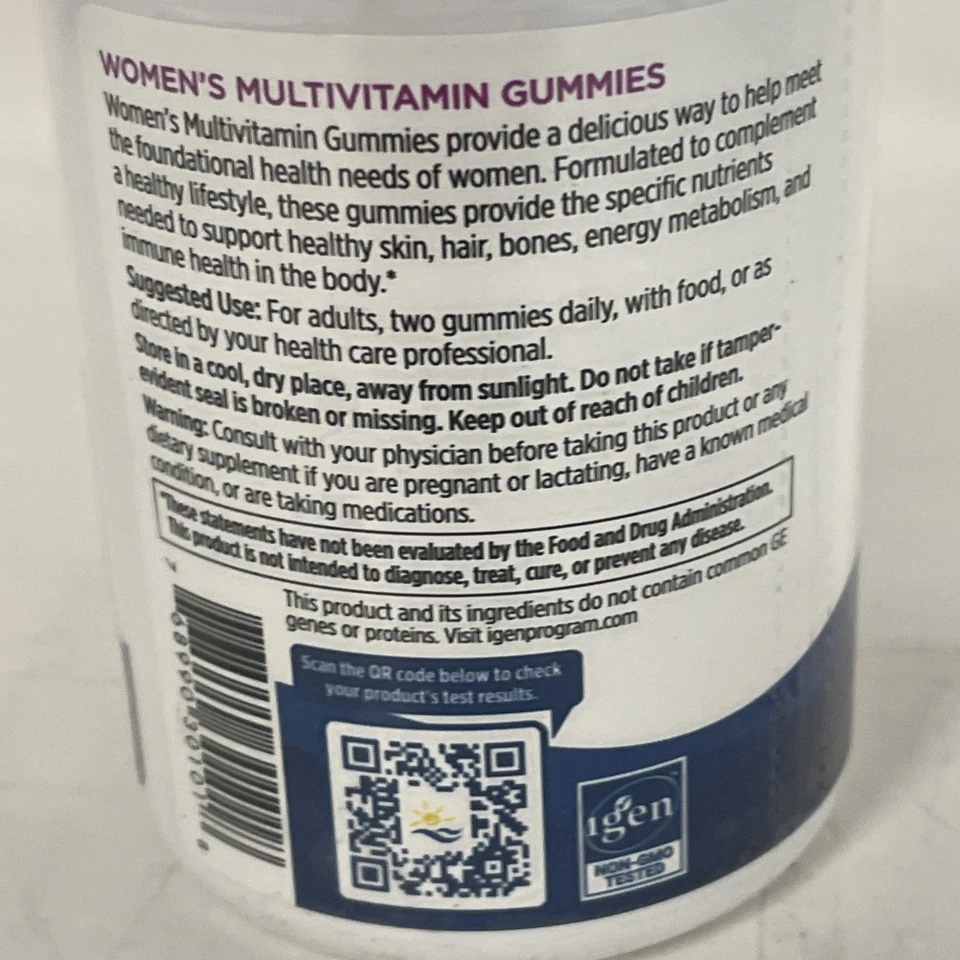 WOMEN'S MULTIVITAMIN GUMMIES
Women's Multivitamin Gummies provide a delicious way to help meet
the foundational health needs of women. Formulated to complement
a healthy lifestyle, these gummies provide the specific nutrients
needed to support healthy skin, hair, bones, energy metabolism, and
immune health in the body.*
Suggested Use: For adults, two gummies daily, with food, or as
directed by your health care professional.
Store in a cool, dry place, away from sunlight. Do not take if tamper-
evident seal is broken or missing. Keep out of reach of children.
Warning: Consult with your physician before taking this product or any
dietary supplement if you are pregnant or lactating, have a known medical
condition, or are taking medications.
*These statements have not been evaluated by the Food and Drug Administration.
This product is not intended to diagnose, treat, cure, or prevent any disease.
This product and its ingredients do not contain common GE
genes or proteins. Visit igenprogram.com
Scan the QR code below to check
your product's test results.
igen
NON-GMO
TESTED